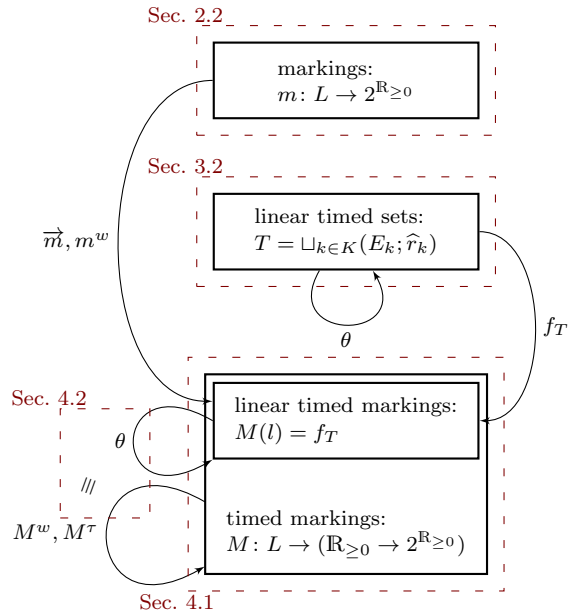 Sec. 2.2
markings:
m: L → 2^{ℝ≥0}
Sec. 3.2
linear timed sets:
T = ⊔_{k∈K}(E_k; r̂_k)
m⃗, m^w
θ
f_T
Sec. 4.2
linear timed markings:
M(l) = f_T
θ
≡
M^w, M^τ
timed markings:
M: L → (ℝ≥0 → 2^{ℝ≥0})
Sec. 4.1